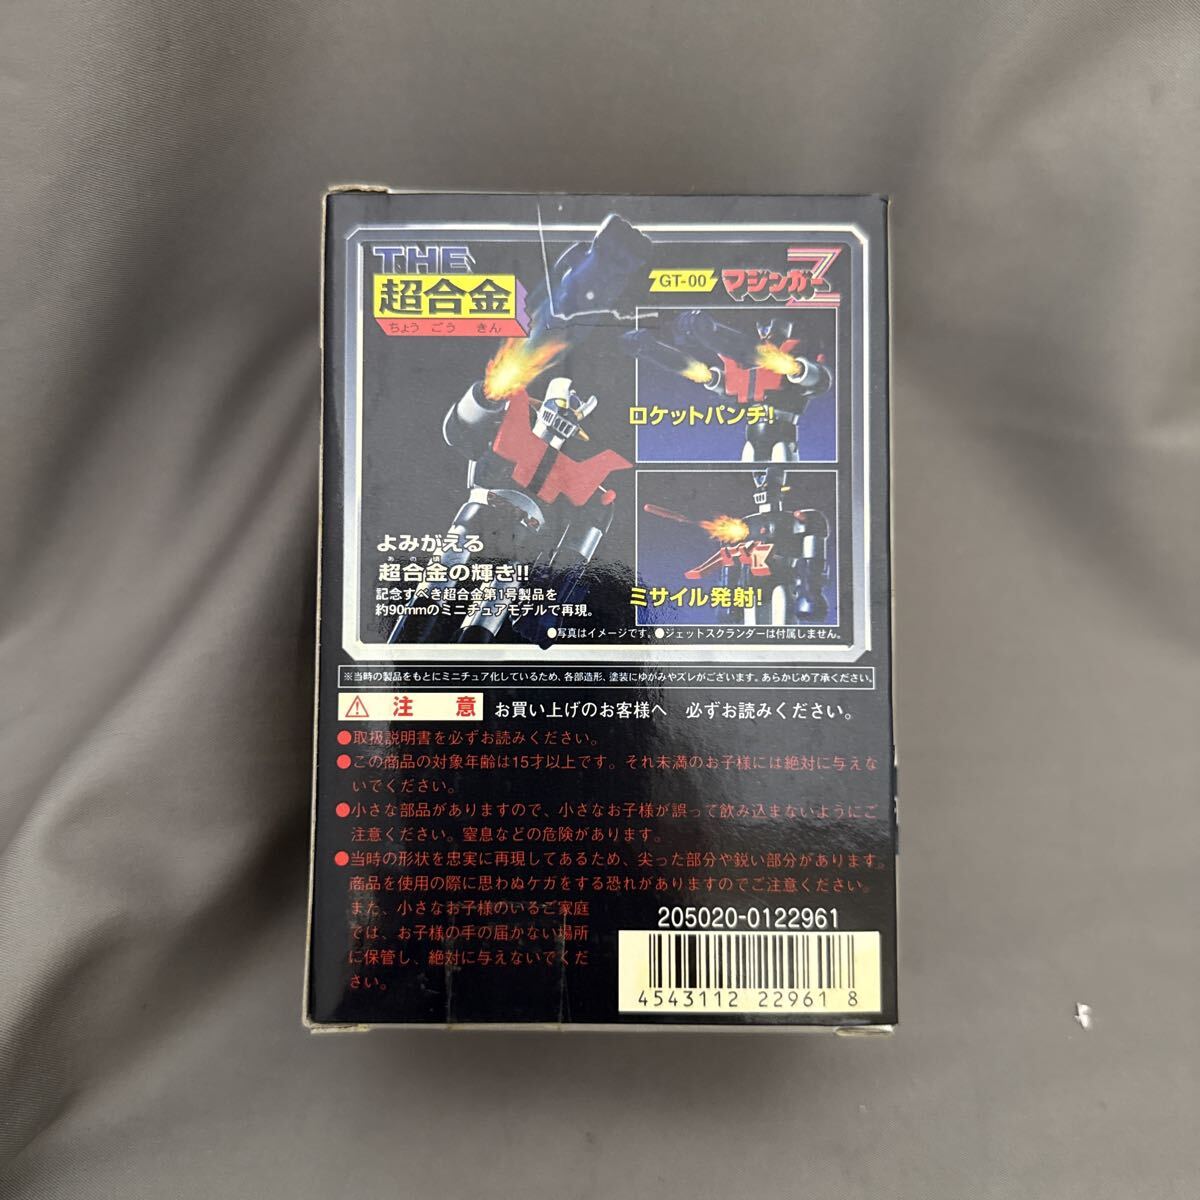 THE
超合金
ちょう ごう きん
GT-00
マジンガーZ
ロケットパンチ!
よみがえる
あの頃
超合金の輝き!!
記念すべき超合金第1号製品を
約90mmのミニチュアモデルで再現。
ミサイル発射!
●写真はイメージです。●ジェットスクランダーは付属しません。
※当時の製品をもとにミニチュア化しているため、各部造形、塗装にゆがみやズレがございます。あらかじめ了承ください。
注 意 お買い上げのお客様へ 必ずお読みください。
●取扱説明書を必ずお読みください。
●この商品の対象年齢は15才以上です。それ未満のお子様には絶対に与えな
いでください。
●小さな部品がありますので、小さなお子様が誤って飲み込まないようにご
注意ください。窒息などの危険があります。
●当時の形状を忠実に再現してあるため、尖った部分や鋭い部分があります。
商品を使用の際に思わぬケガをする恐れがありますのでご注意ください。
また、小さなお子様のいるご家庭
では、お子様の手の届かない場所
に保管し、絶対に与えないでくだ
さい。
205020-0122961
4543112 22961 8